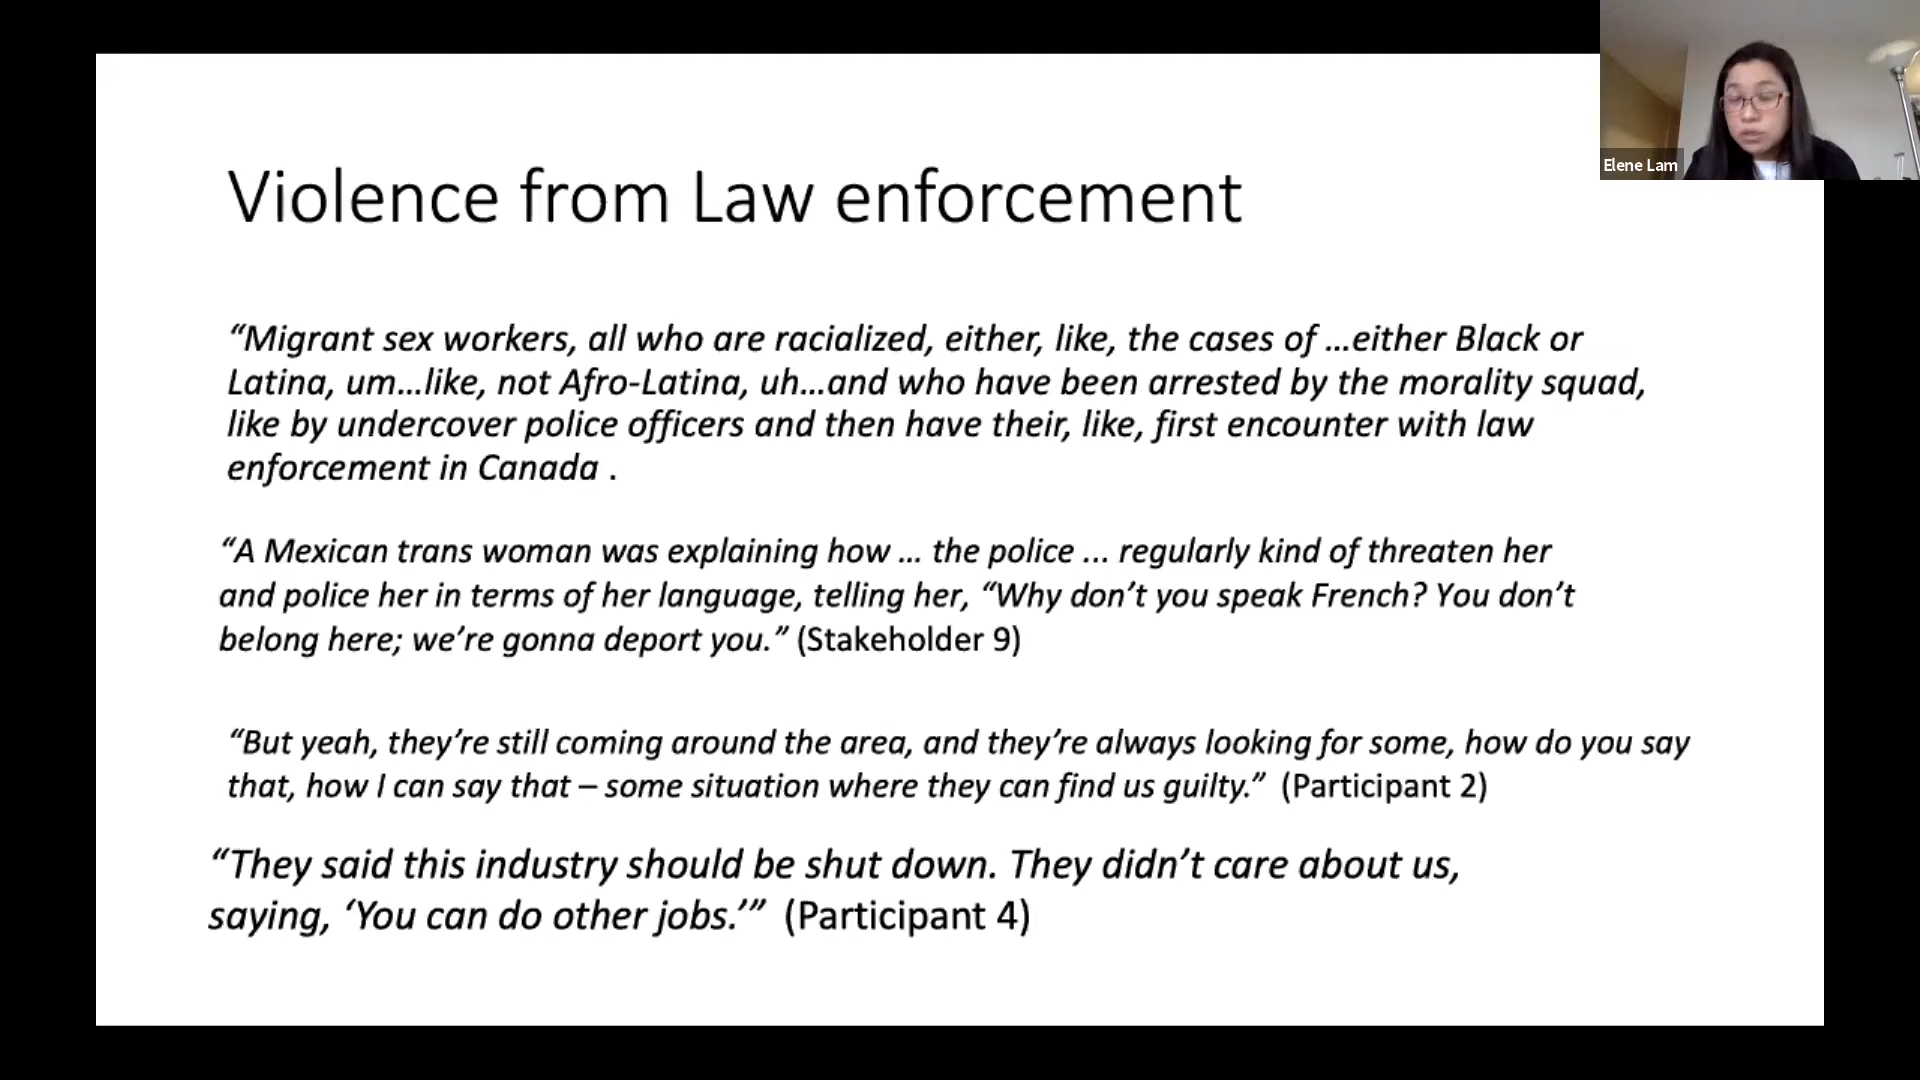 Elene Lam
Violence from Law enforcement
“Migrant sex workers, all who are racialized, either, like, the cases of …either Black or
Latina, um…like, not Afro-Latina, uh…and who have been arrested by the morality squad,
like by undercover police officers and then have their, like, first encounter with law
enforcement in Canada .
“A Mexican trans woman was explaining how … the police ... regularly kind of threaten her
and police her in terms of her language, telling her, “Why don’t you speak French? You don’t
belong here; we’re gonna deport you.” (Stakeholder 9)
“But yeah, they’re still coming around the area, and they’re always looking for some, how do you say
that, how I can say that – some situation where they can find us guilty.” (Participant 2)
“They said this industry should be shut down. They didn’t care about us,
saying, ‘You can do other jobs.’” (Participant 4)